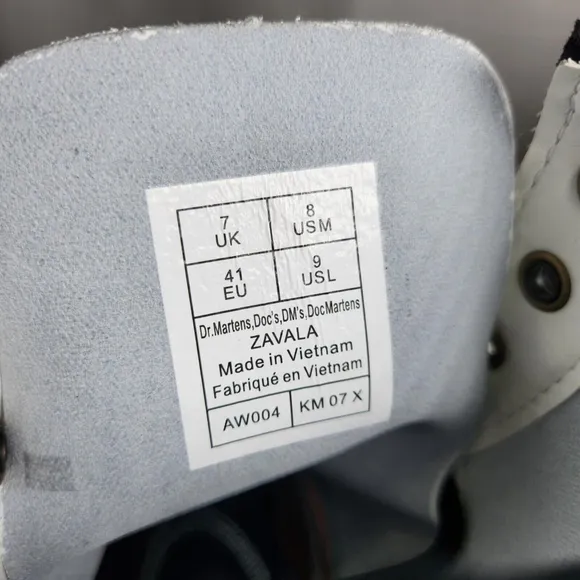 7 8
UK USM
41 9
EU USL
Dr.Martens,Doc's,DM's,DocMartens
ZAVALA
Made in Vietnam
Fabriqué en Vietnam
AW004 KM 07 X